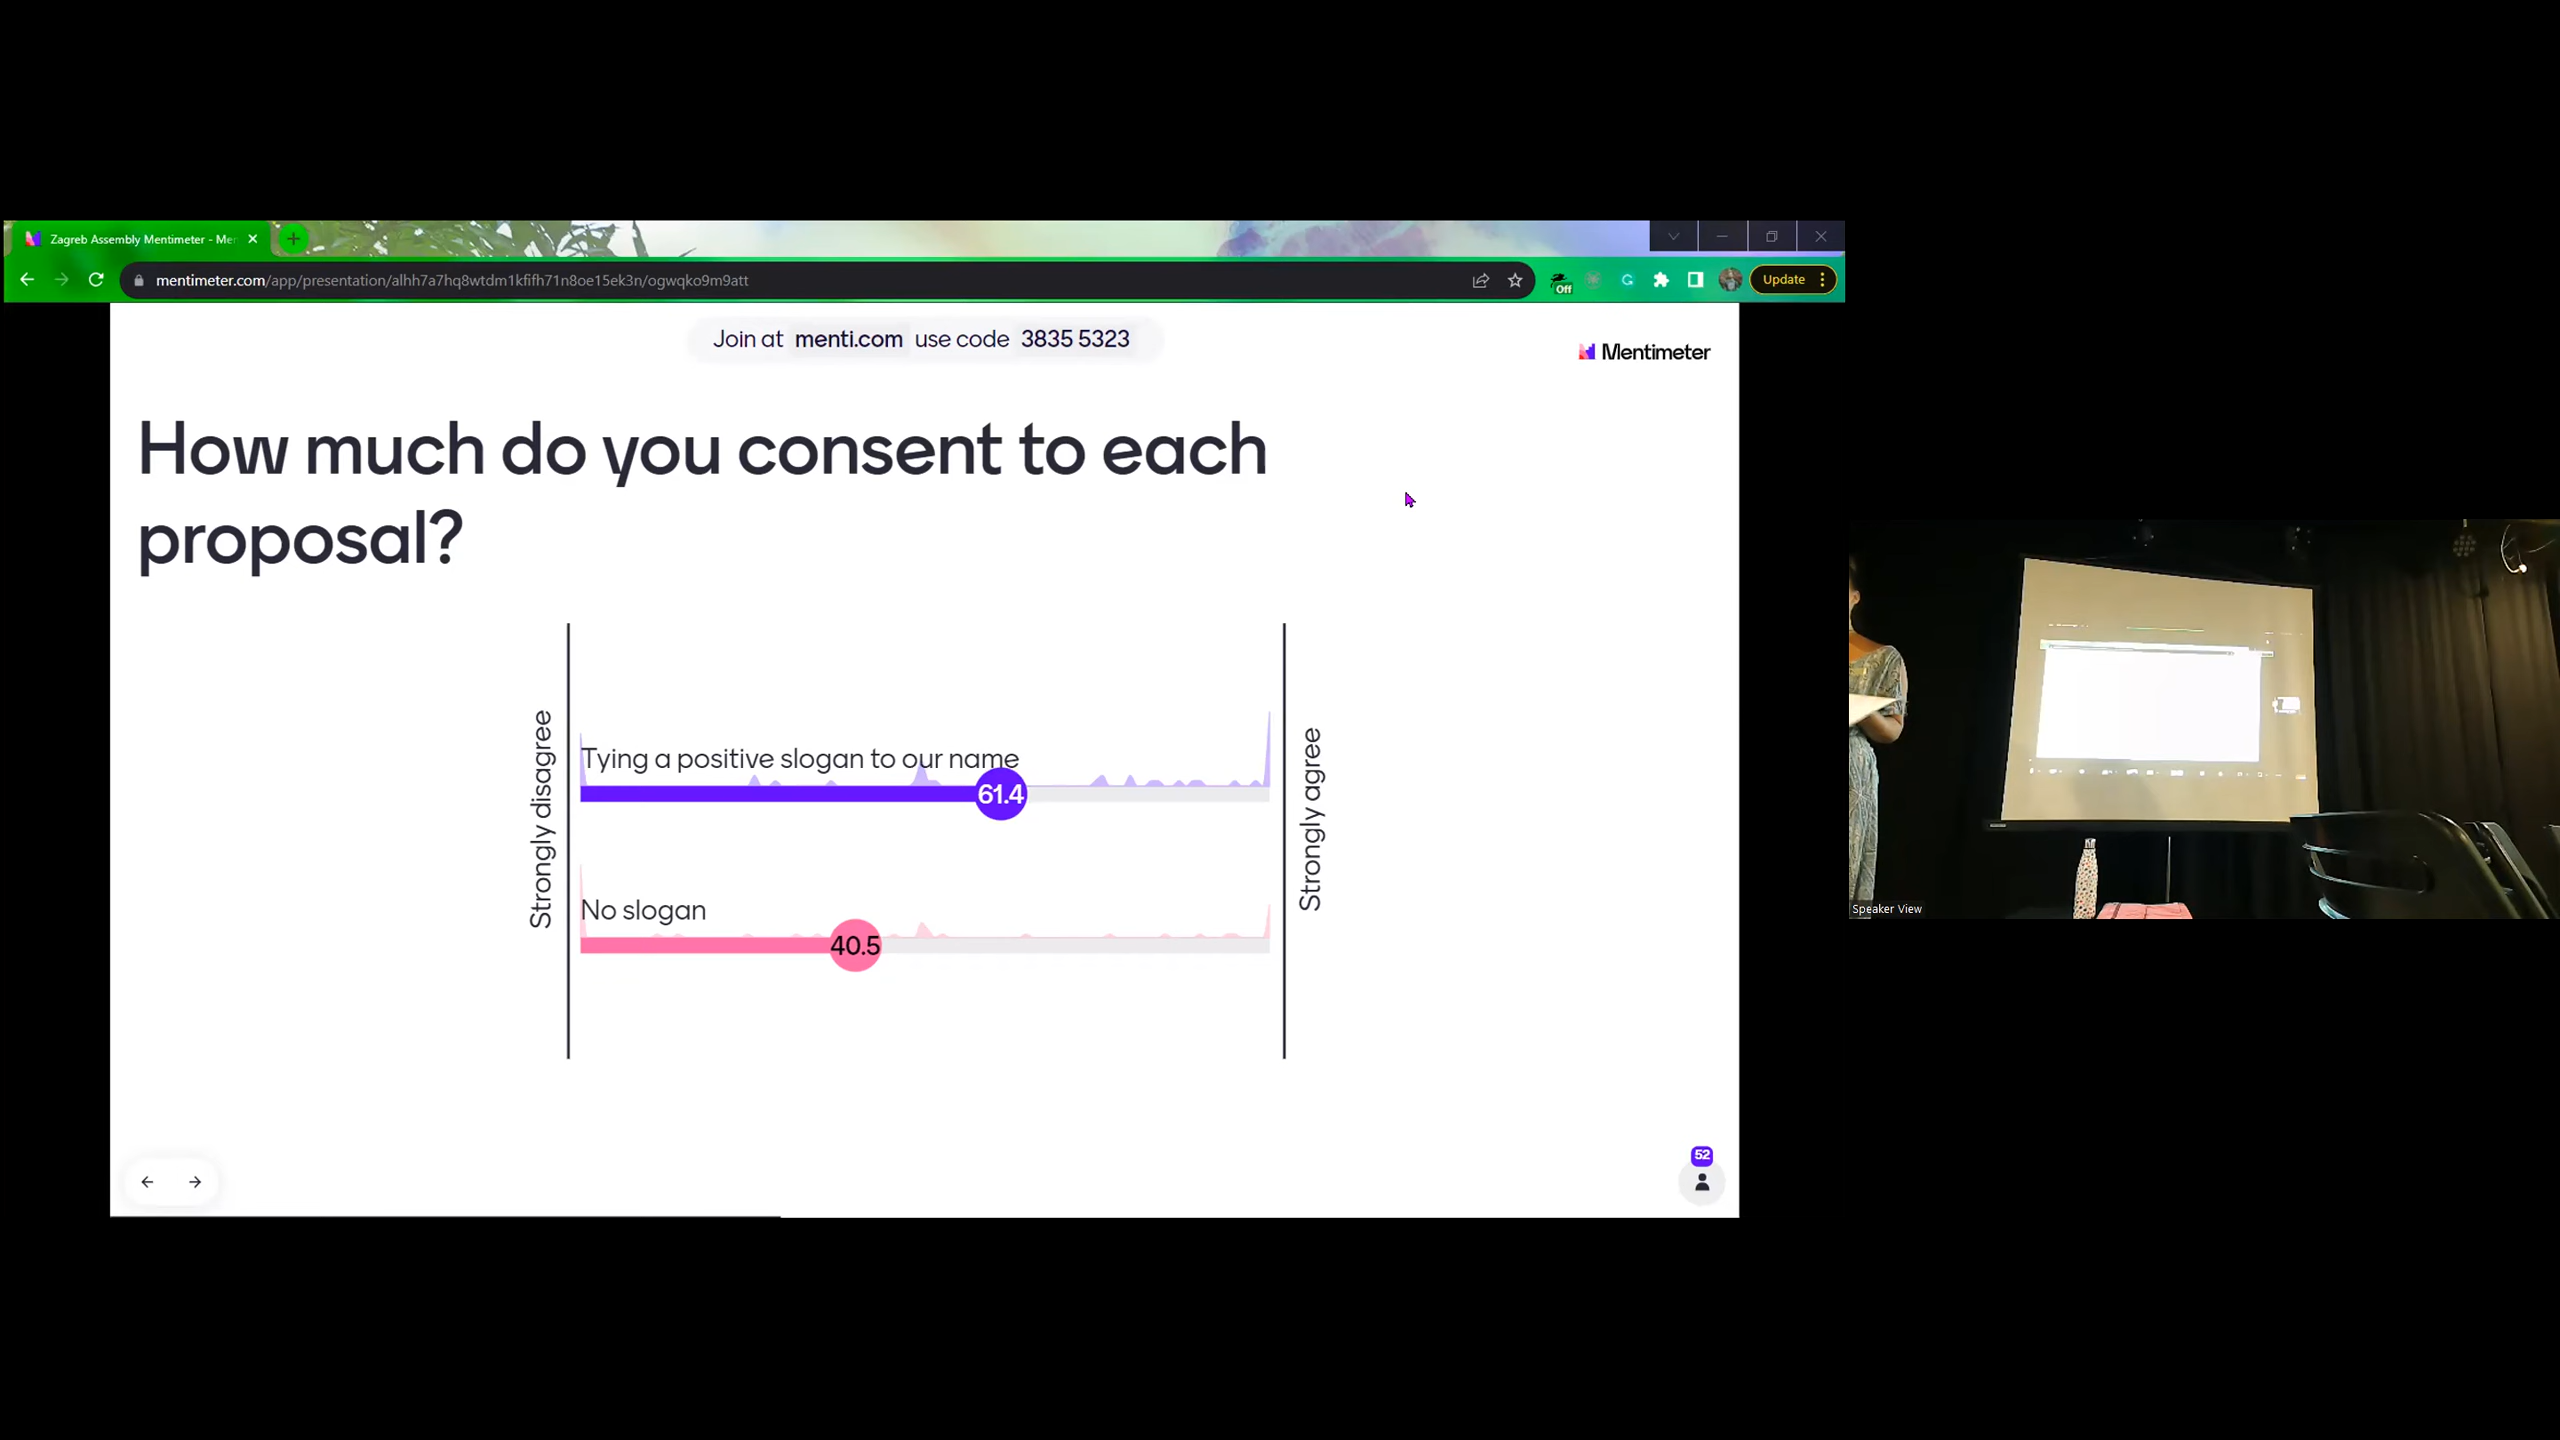 Zagreb Assembly Mentimeter - Me
mentimeter.com/app/presentation/alhh7a7hq8wtdm1kfifh71n8oe15ek3n/ogwqko9m9att
Off
Update
Join at menti.com use code 3835 5323
Mentimeter
How much do you consent to each
proposal?
Strongly disagree
Tying a positive slogan to our name
61.4
No slogan
40.5
Strongly agree
52
Speaker View